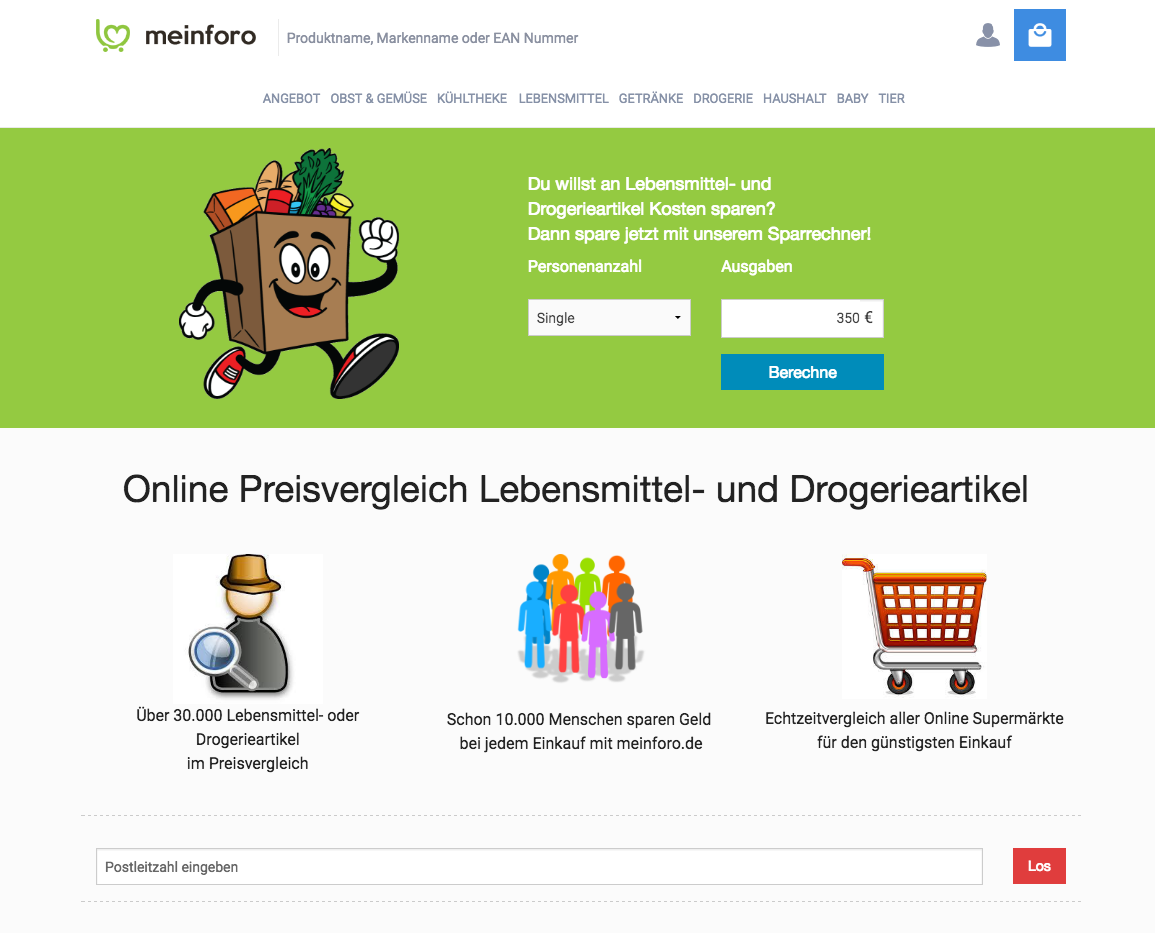 meinforo
Produktname, Markenname oder EAN Nummer
ANGEBOT OBST & GEMÜSE KÜHLTHEKE LEBENSMITTEL GETRÄNKE DROGERIE HAUSHALT BABY TIER
Du willst an Lebensmittel- und
Drogerieartikel Kosten sparen?
Dann spare jetzt mit unserem Sparrechner!
Personenanzahl
Ausgaben
Single
350 €
Berechne
Online Preisvergleich Lebensmittel- und Drogerieartikel
Über 30.000 Lebensmittel- oder
Drogerieartikel
im Preisvergleich
Schon 10.000 Menschen sparen Geld
bei jedem Einkauf mit meinforo.de
Echtzeitvergleich aller Online Supermärkte
für den günstigsten Einkauf
Postleitzahl eingeben
Los